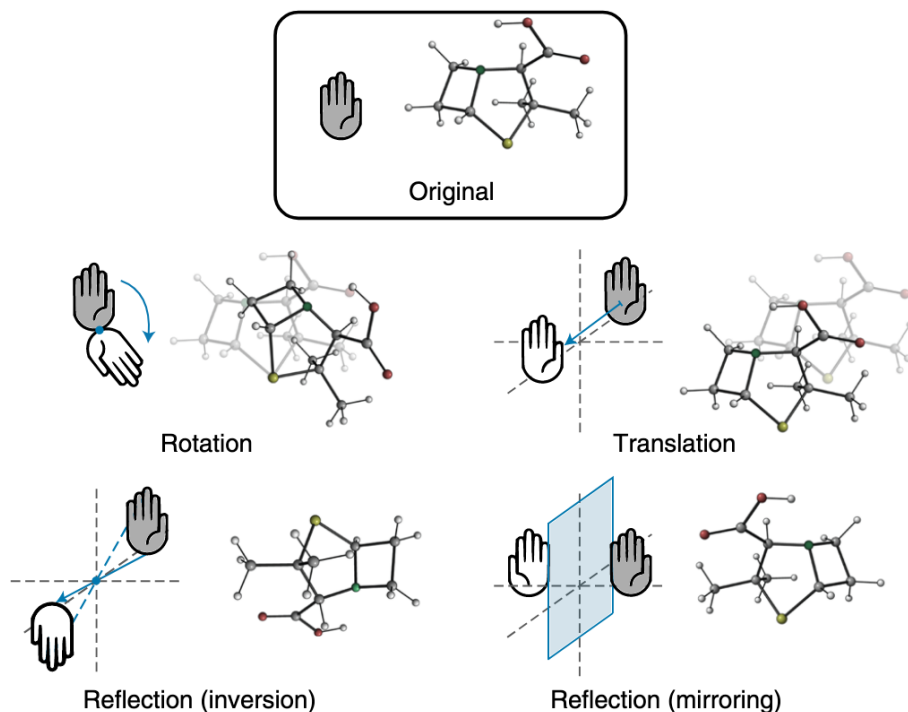 Original
Rotation
Translation
Reflection (inversion)
Reflection (mirroring)